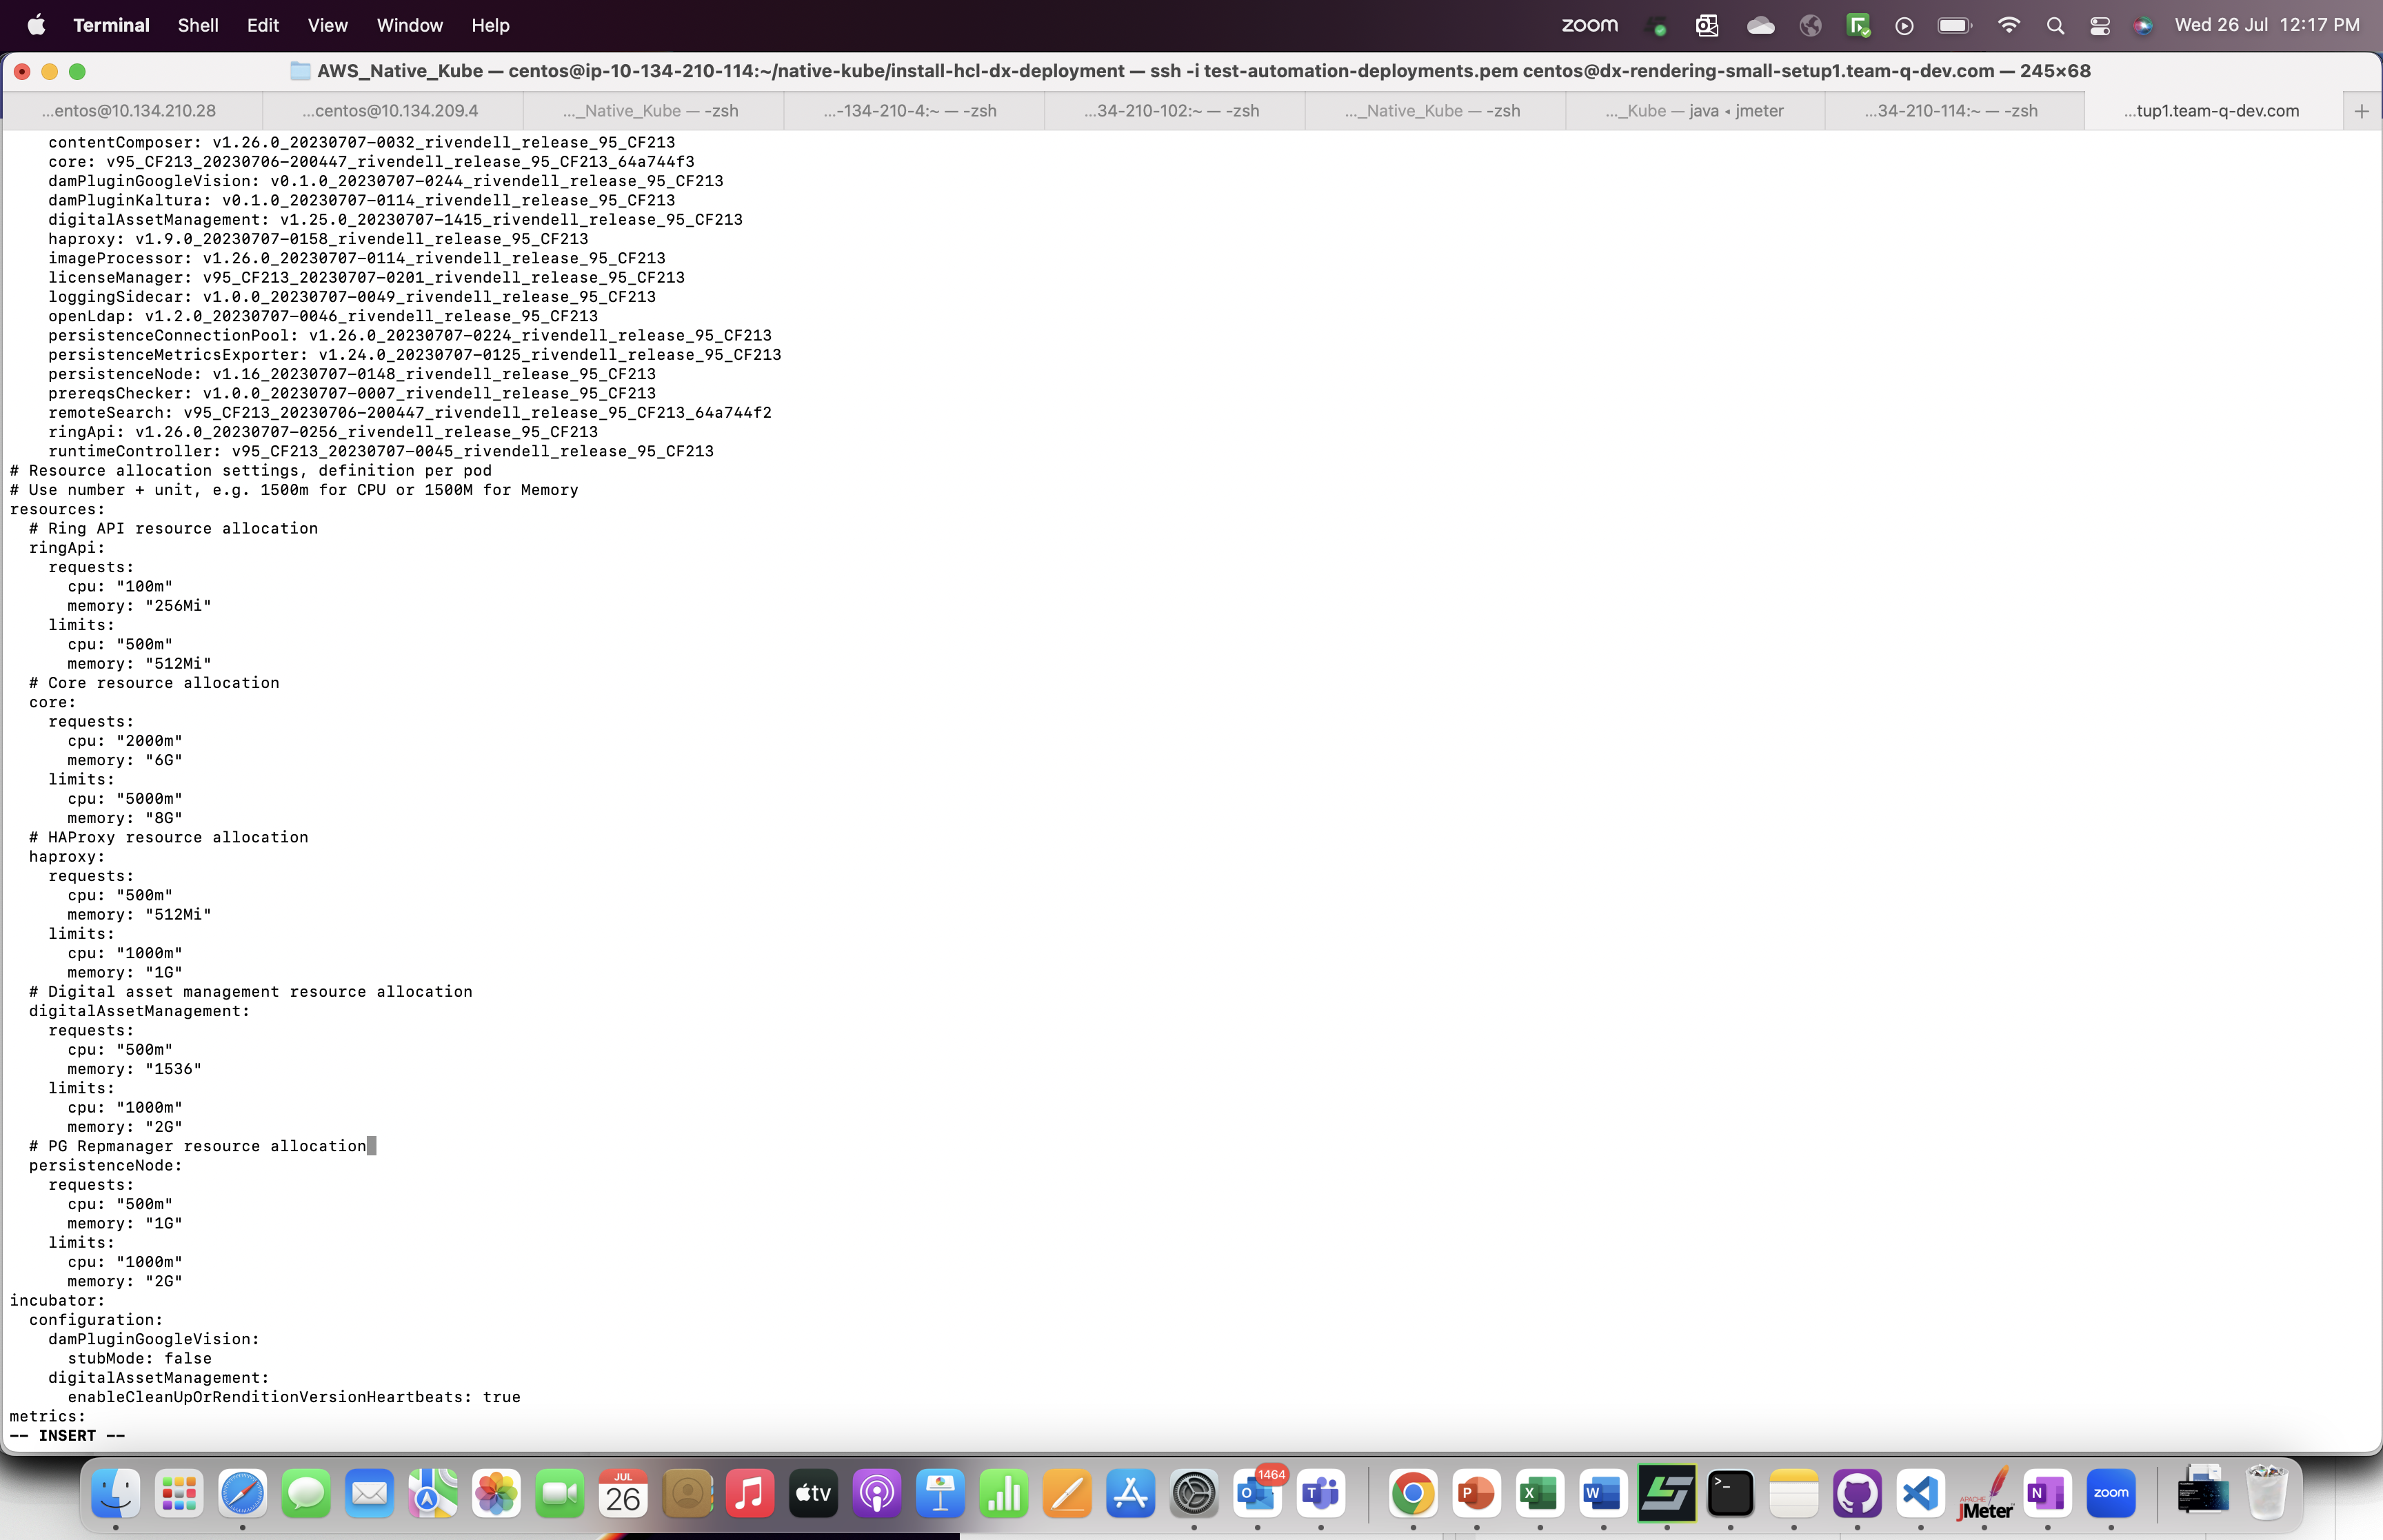 Terminal Shell Edit View Window Help zoom Wed 26 Jul 12:17 PM
AWS_Native_Kube — centos@ip-10-134-210-114:~/native-kube/install-hcl-dx-deployment — ssh -i test-automation-deployments.pem centos@dx-rendering-small-setup1.team-q-dev.com — 245×68
...entos@10.134.210.28 ...centos@10.134.209.4 ..._Native_Kube — -zsh ...-134-210-4:~ — -zsh ...34-210-102:~ — -zsh ..._Native_Kube — -zsh ..._Kube — java ◂ jmeter ...34-210-114:~ — -zsh ...tup1.team-q-dev.com +
contentComposer: v1.26.0_20230707-0032_rivendell_release_95_CF213
core: v95_CF213_20230706-200447_rivendell_release_95_CF213_64a744f3
damPluginGoogleVision: v0.1.0_20230707-0244_rivendell_release_95_CF213
damPluginKaltura: v0.1.0_20230707-0114_rivendell_release_95_CF213
digitalAssetManagement: v1.25.0_20230707-1415_rivendell_release_95_CF213
haproxy: v1.9.0_20230707-0158_rivendell_release_95_CF213
imageProcessor: v1.26.0_20230707-0114_rivendell_release_95_CF213
licenseManager: v95_CF213_20230707-0201_rivendell_release_95_CF213
loggingSidecar: v1.0.0_20230707-0049_rivendell_release_95_CF213
openLdap: v1.2.0_20230707-0046_rivendell_release_95_CF213
persistenceConnectionPool: v1.26.0_20230707-0224_rivendell_release_95_CF213
persistenceMetricsExporter: v1.24.0_20230707-0125_rivendell_release_95_CF213
persistenceNode: v1.16_20230707-0148_rivendell_release_95_CF213
prereqsChecker: v1.0.0_20230707-0007_rivendell_release_95_CF213
remoteSearch: v95_CF213_20230706-200447_rivendell_release_95_CF213_64a744f2
ringApi: v1.26.0_20230707-0256_rivendell_release_95_CF213
runtimeController: v95_CF213_20230707-0045_rivendell_release_95_CF213
# Resource allocation settings, definition per pod
# Use number + unit, e.g. 1500m for CPU or 1500M for Memory
resources:
# Ring API resource allocation
ringApi:
requests:
cpu: "100m"
memory: "256Mi"
limits:
cpu: "500m"
memory: "512Mi"
# Core resource allocation
core:
requests:
cpu: "2000m"
memory: "6G"
limits:
cpu: "5000m"
memory: "8G"
# HAProxy resource allocation
haproxy:
requests:
cpu: "500m"
memory: "512Mi"
limits:
cpu: "1000m"
memory: "1G"
# Digital asset management resource allocation
digitalAssetManagement:
requests:
cpu: "500m"
memory: "1536"
limits:
cpu: "1000m"
memory: "2G"
# PG Repmanager resource allocation
persistenceNode:
requests:
cpu: "500m"
memory: "1G"
limits:
cpu: "1000m"
memory: "2G"
incubator:
configuration:
damPluginGoogleVision:
stubMode: false
digitalAssetManagement:
enableCleanUpOrRenditionVersionHeartbeats: true
metrics:
-- INSERT --
JUL
26
tv
1464
O
T
P
X
W
>_
APACHE
JMeter
N
zoom